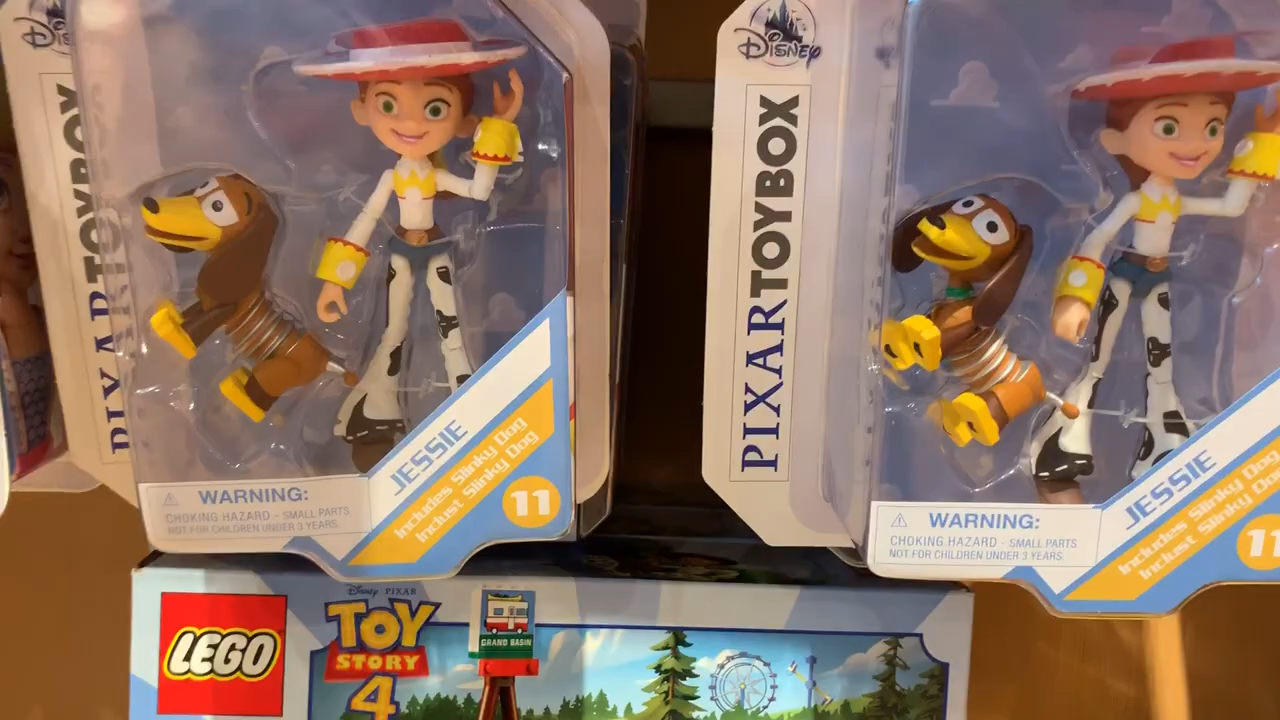 Disney
PIXAR TOYBOX
JESSIE
Includes Slinky Dog
Inclust Slinky Dog
11
WARNING:
CHOKING HAZARD - SMALL PARTS
NOT FOR CHILDREN UNDER 3 YEARS.
Disney
PIXAR TOYBOX
JESSIE
Includes Slinky Dog
Inclust Slinky Dog
11
WARNING:
CHOKING HAZARD - SMALL PARTS.
NOT FOR CHILDREN UNDER 3 YEARS.
LEGO
Disney PIXAR
TOY
STORY
4
GRAND BASIN